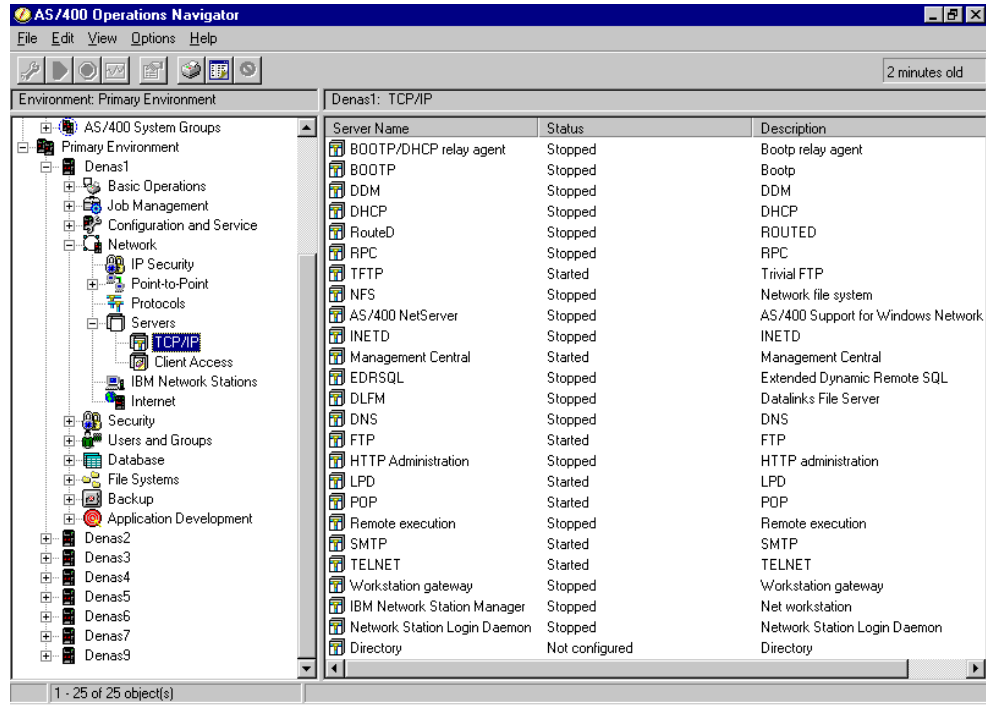 AS/400 Operations Navigator
File Edit View Options Help
2 minutes old
Environment: Primary Environment
Denas1: TCP/IP
AS/400 System Groups
Primary Environment
Denas1
Basic Operations
Job Management
Configuration and Service
Network
IP Security
Point-to-Point
Protocols
Servers
TCP/IP
Client Access
IBM Network Stations
Internet
Security
Users and Groups
Database
File Systems
Backup
Application Development
Denas2
Denas3
Denas4
Denas5
Denas6
Denas7
Denas9
Server Name Status Description
BOOTP/DHCP relay agent Stopped Bootp relay agent
BOOTP Stopped Bootp
DDM Stopped DDM
DHCP Stopped DHCP
RouteD Stopped ROUTED
RPC Stopped RPC
TFTP Started Trivial FTP
NFS Stopped Network file system
AS/400 NetServer Stopped AS/400 Support for Windows Network
INETD Stopped INETD
Management Central Started Management Central
EDRSQL Stopped Extended Dynamic Remote SQL
DLFM Stopped Datalinks File Server
DNS Stopped DNS
FTP Started FTP
HTTP Administration Stopped HTTP administration
LPD Started LPD
POP Started POP
Remote execution Stopped Remote execution
SMTP Started SMTP
TELNET Started TELNET
Workstation gateway Stopped Workstation gateway
IBM Network Station Manager Stopped Net workstation
Network Station Login Daemon Stopped Network Station Login Daemon
Directory Not configured Directory
1 - 25 of 25 object(s)